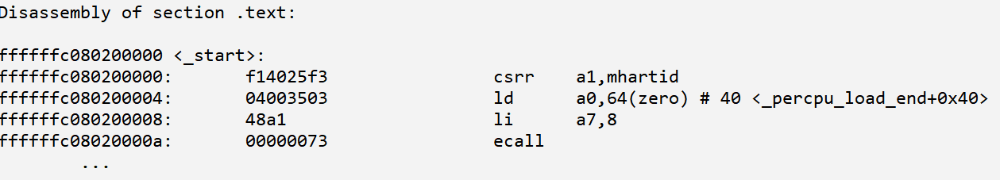 Disassembly of section .text:
ffffffc080200000 <_start>:
ffffffc080200000: f14025f3 csrr a1,mhartid
ffffffc080200004: 04003503 ld a0,64(zero) # 40 <_percpu_load_end+0x40>
ffffffc080200008: 48a1 li a7,8
ffffffc08020000a: 00000073 ecall
...